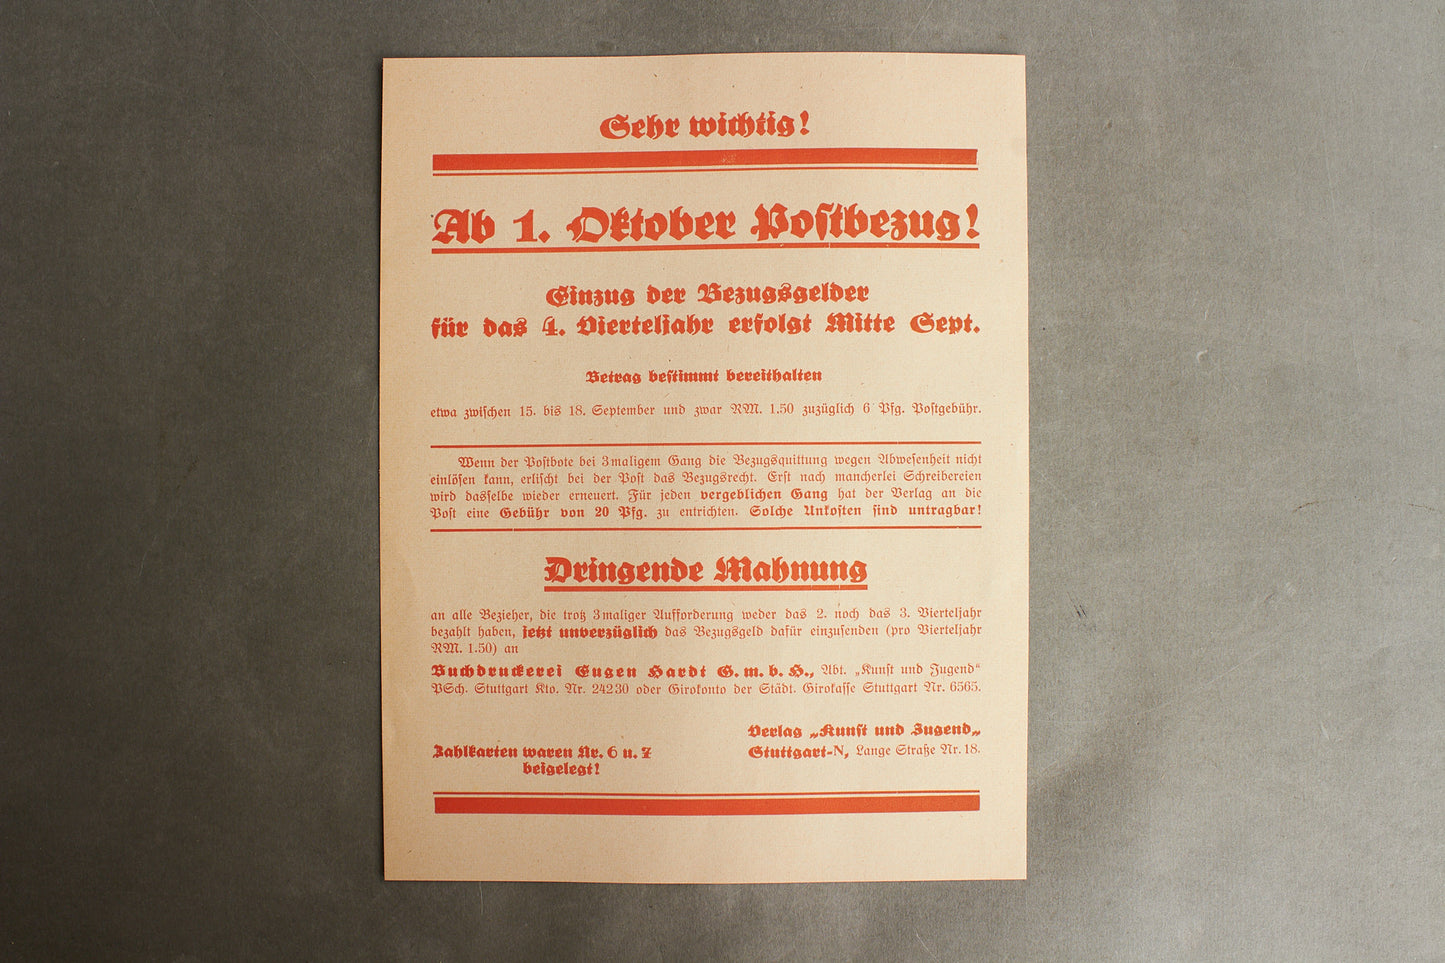 Sehr wichtig!
Ab 1. Oktober Postbezug!
Einzug der Bezugsgelder
für das 4. Vierteljahr erfolgt Mitte Sept.
Betrag bestimmt bereithalten
etwa zwischen 15. bis 18. September und zwar RM. 1.50 zuzüglich 6 Pfg. Postgebühr.
Wenn der Postbote bei 3maligem Gang die Bezugsquittung wegen Abwesenheit nicht
einlösen kann, erlischt bei der Post das Bezugsrecht. Erst nach mancherlei Schreibereien
wird dasselbe wieder erneuert. Für jeden vergeblichen Gang hat der Verlag an die
Post eine Gebühr von 20 Pfg. zu entrichten. Solche Unkosten sind untragbar!
Dringende Mahnung
an alle Bezieher, die trotz 3maliger Aufforderung weder das 2. noch das 3. Vierteljahr
bezahlt haben, jetzt unverzüglich das Bezugsgeld dafür einzusenden (pro Vierteljahr
RM. 1.50) an
Buchdruckerei Eugen Hardt G. m. b. H., Abt. „Kunst und Jugend“
PSch. Stuttgart Kto. Nr. 24230 oder Girokonto der Städt. Girokasse Stuttgart Nr. 6565.
Zahlkarten waren Nr. 6 u. 7
beigelegt!
Verlag „Kunst und Jugend„
Stuttgart-N, Lange Straße Nr. 18.